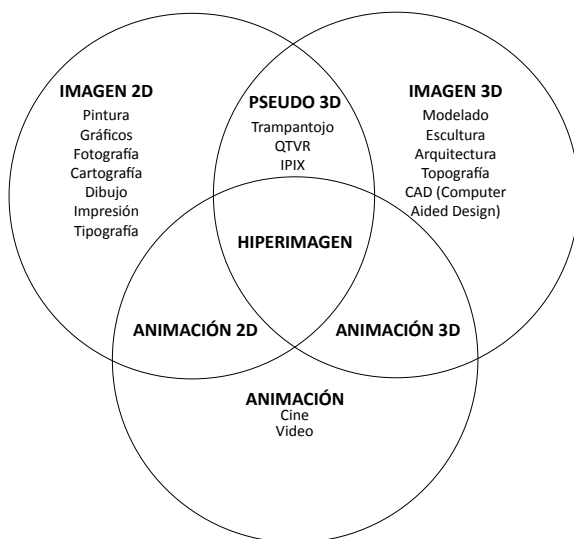 IMAGEN 2D
Pintura
Gráficos
Fotografía
Cartografía
Dibujo
Impresión
Tipografía
PSEUDO 3D
Trampantojo
QTVR
IPIX
IMAGEN 3D
Modelado
Escultura
Arquitectura
Topografía
CAD (Computer
Aided Design)
HIPERIMAGEN
ANIMACIÓN 2D
ANIMACIÓN 3D
ANIMACIÓN
Cine
Video